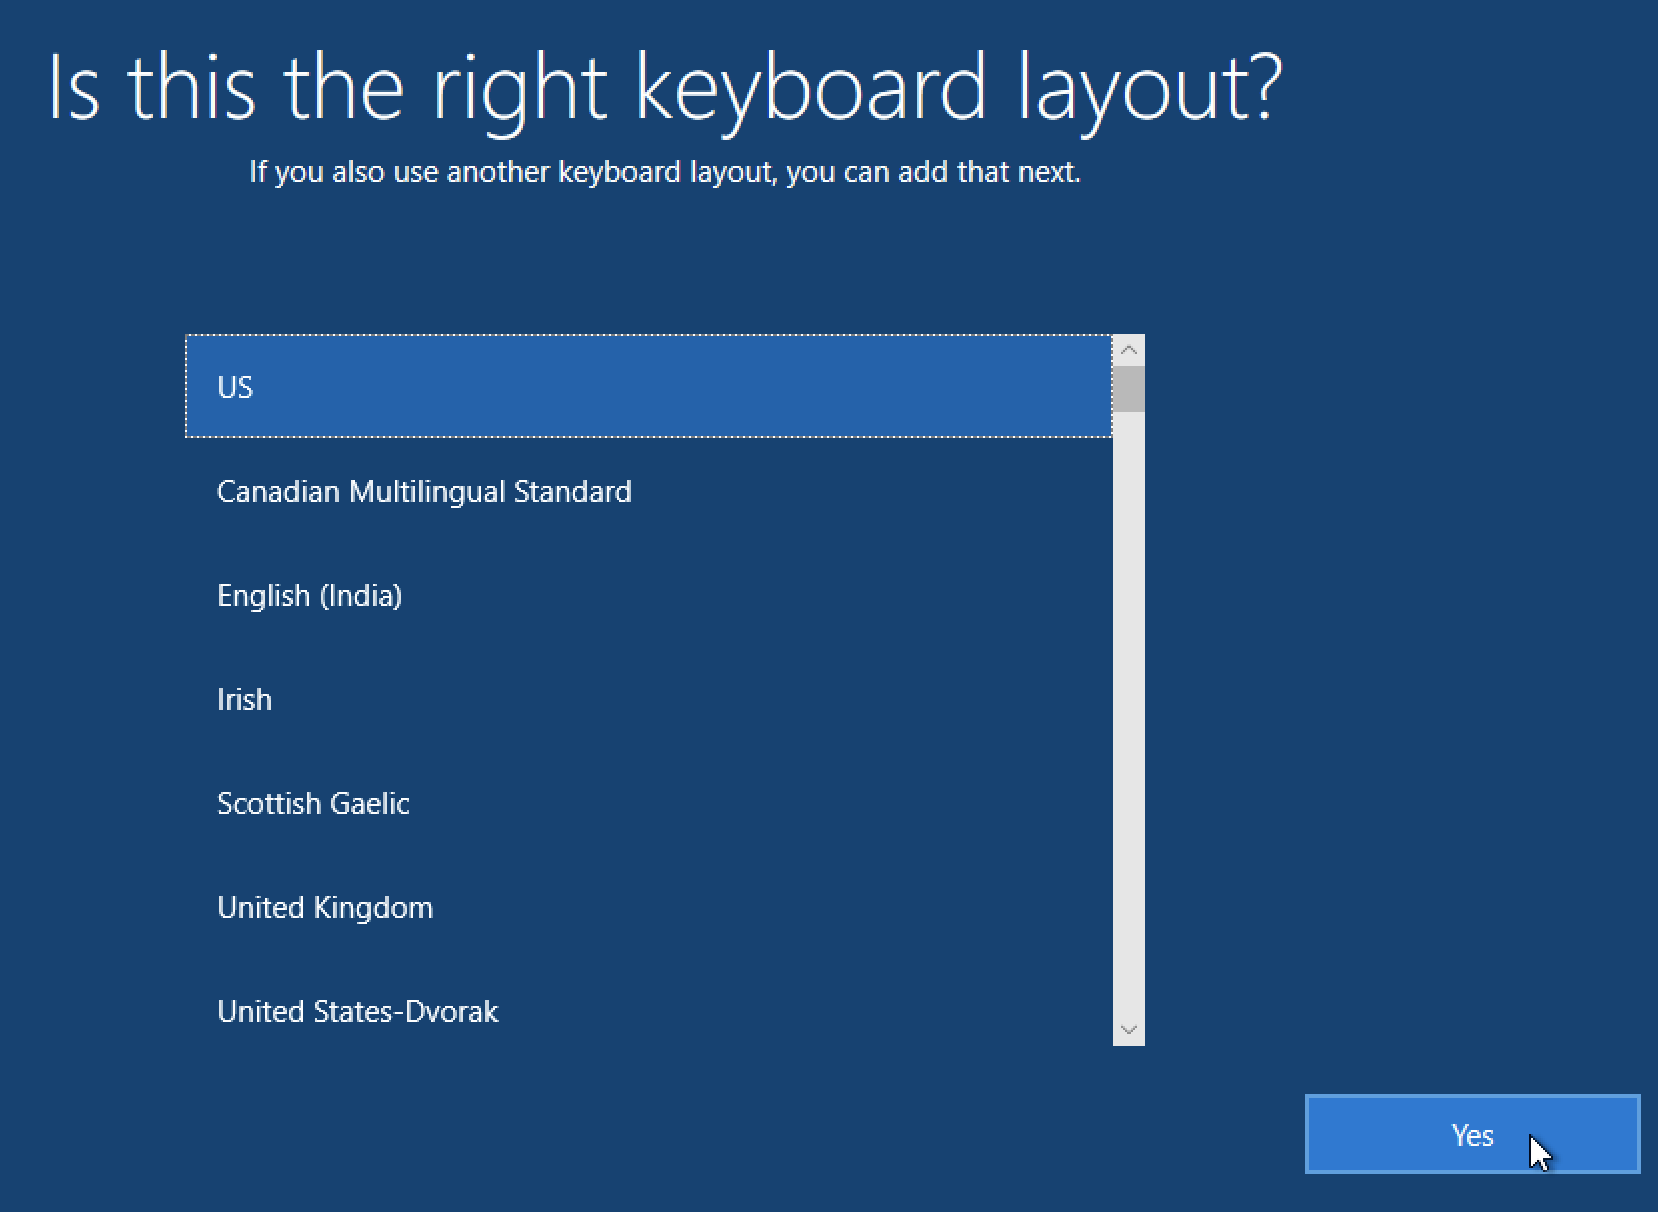 Is this the right keyboard layout?
If you also use another keyboard layout, you can add that next.
US
Canadian Multilingual Standard
English (India)
Irish
Scottish Gaelic
United Kingdom
United States-Dvorak
Yes